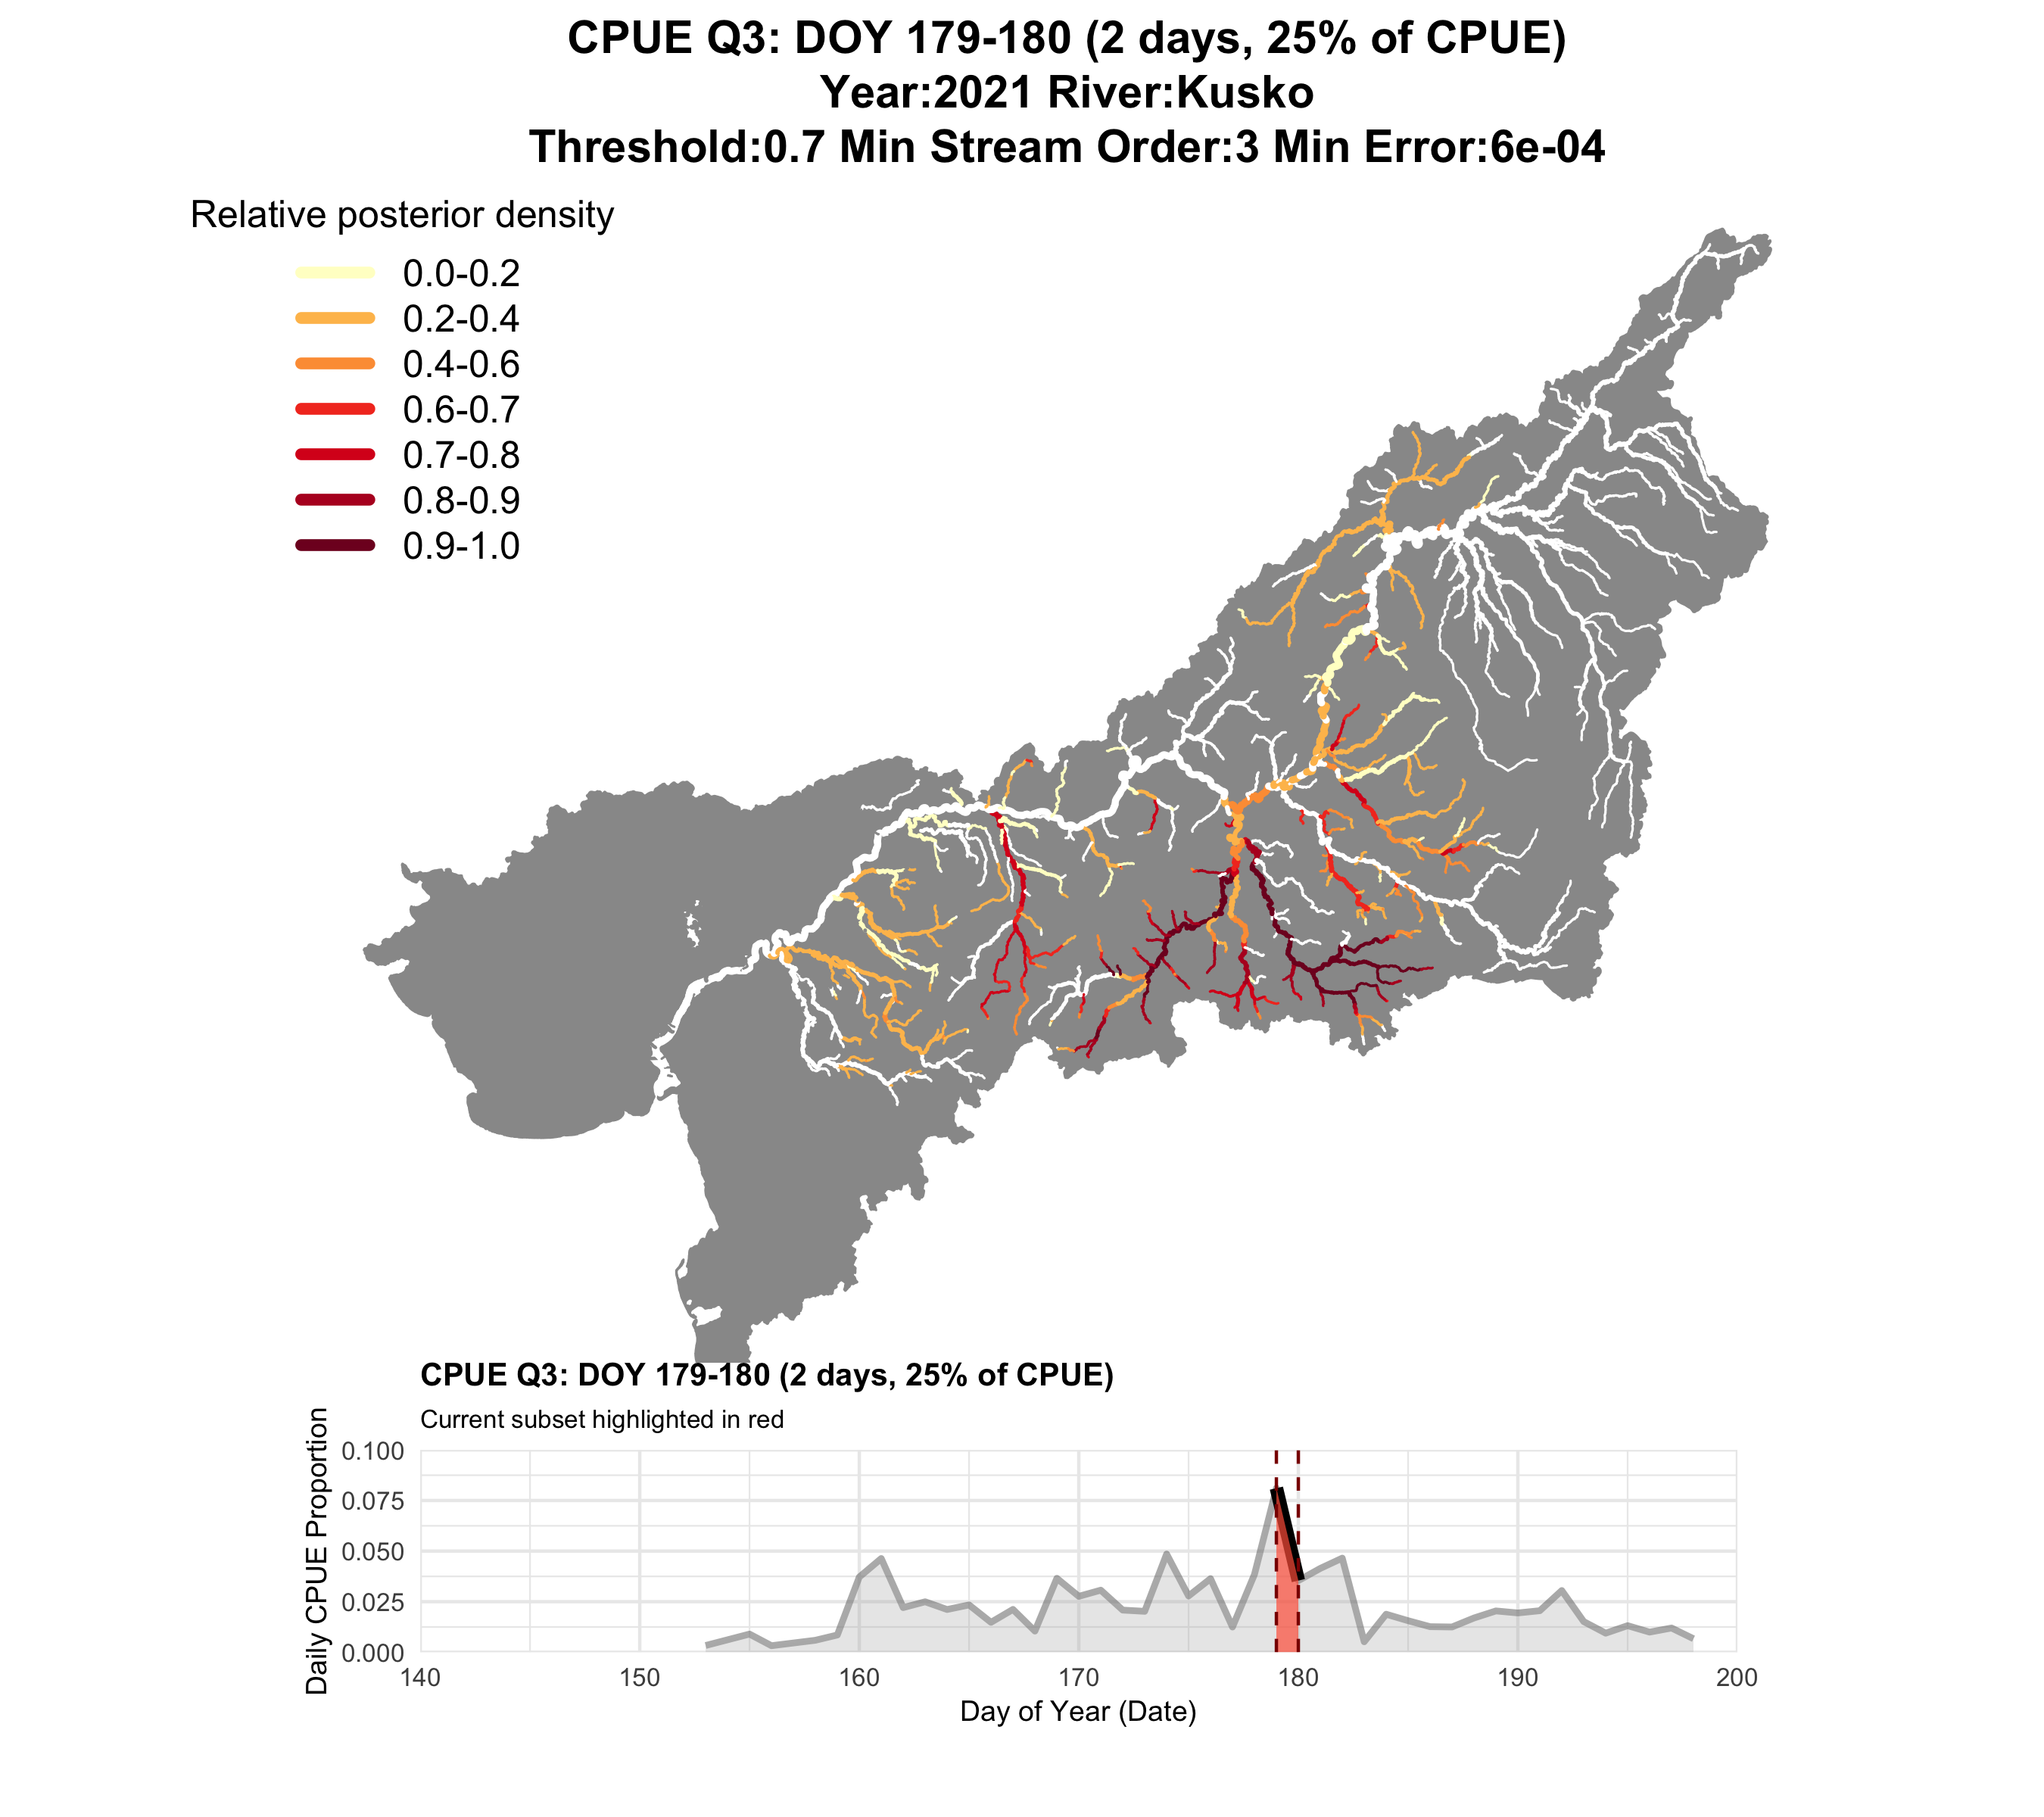 CPUE Q3: DOY 179-180 (2 days, 25% of CPUE)
Year:2021 River:Kusko
Threshold:0.7 Min Stream Order:3 Min Error:6e-04
Relative posterior density
0.0-0.2
0.2-0.4
0.4-0.6
0.6-0.7
0.7-0.8
0.8-0.9
0.9-1.0
CPUE Q3: DOY 179-180 (2 days, 25% of CPUE)
Current subset highlighted in red
Daily CPUE Proportion
0.100
0.075
0.050
0.025
0.000
140 150 160 170 180 190 200
Day of Year (Date)